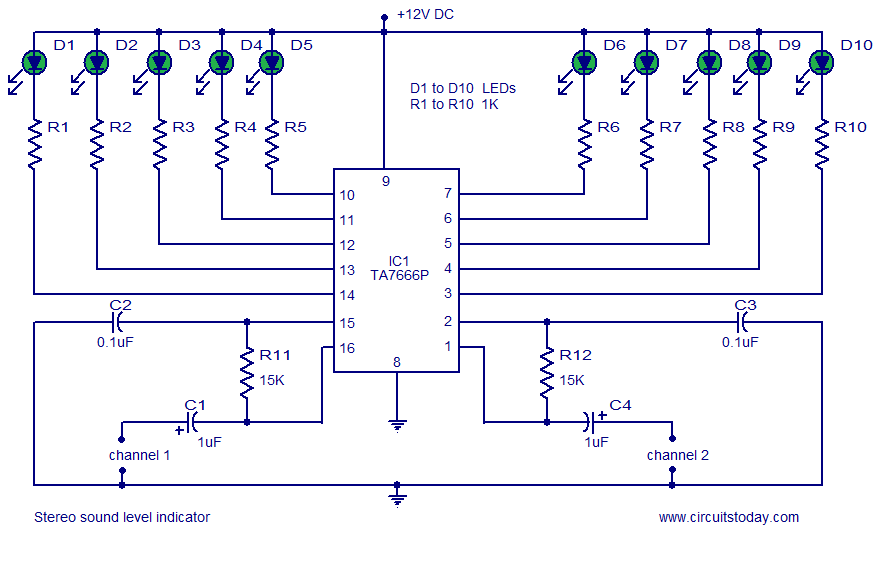 +12V DC
D1 D2 D3 D4 D5 D6 D7 D8 D9 D10
D1 to D10 LEDs
R1 to R10 1K
R1 R2 R3 R4 R5 R6 R7 R8 R9 R10
9
10 7
11 6
12 5
IC1
TA7666P
13 4
14 3
C2 C3
15 2
0.1uF 0.1uF
16 1
R11 R12
8
15K 15K
C1 C4
+ +
1uF 1uF
channel 1 channel 2
Stereo sound level indicator www.circuitstoday.com